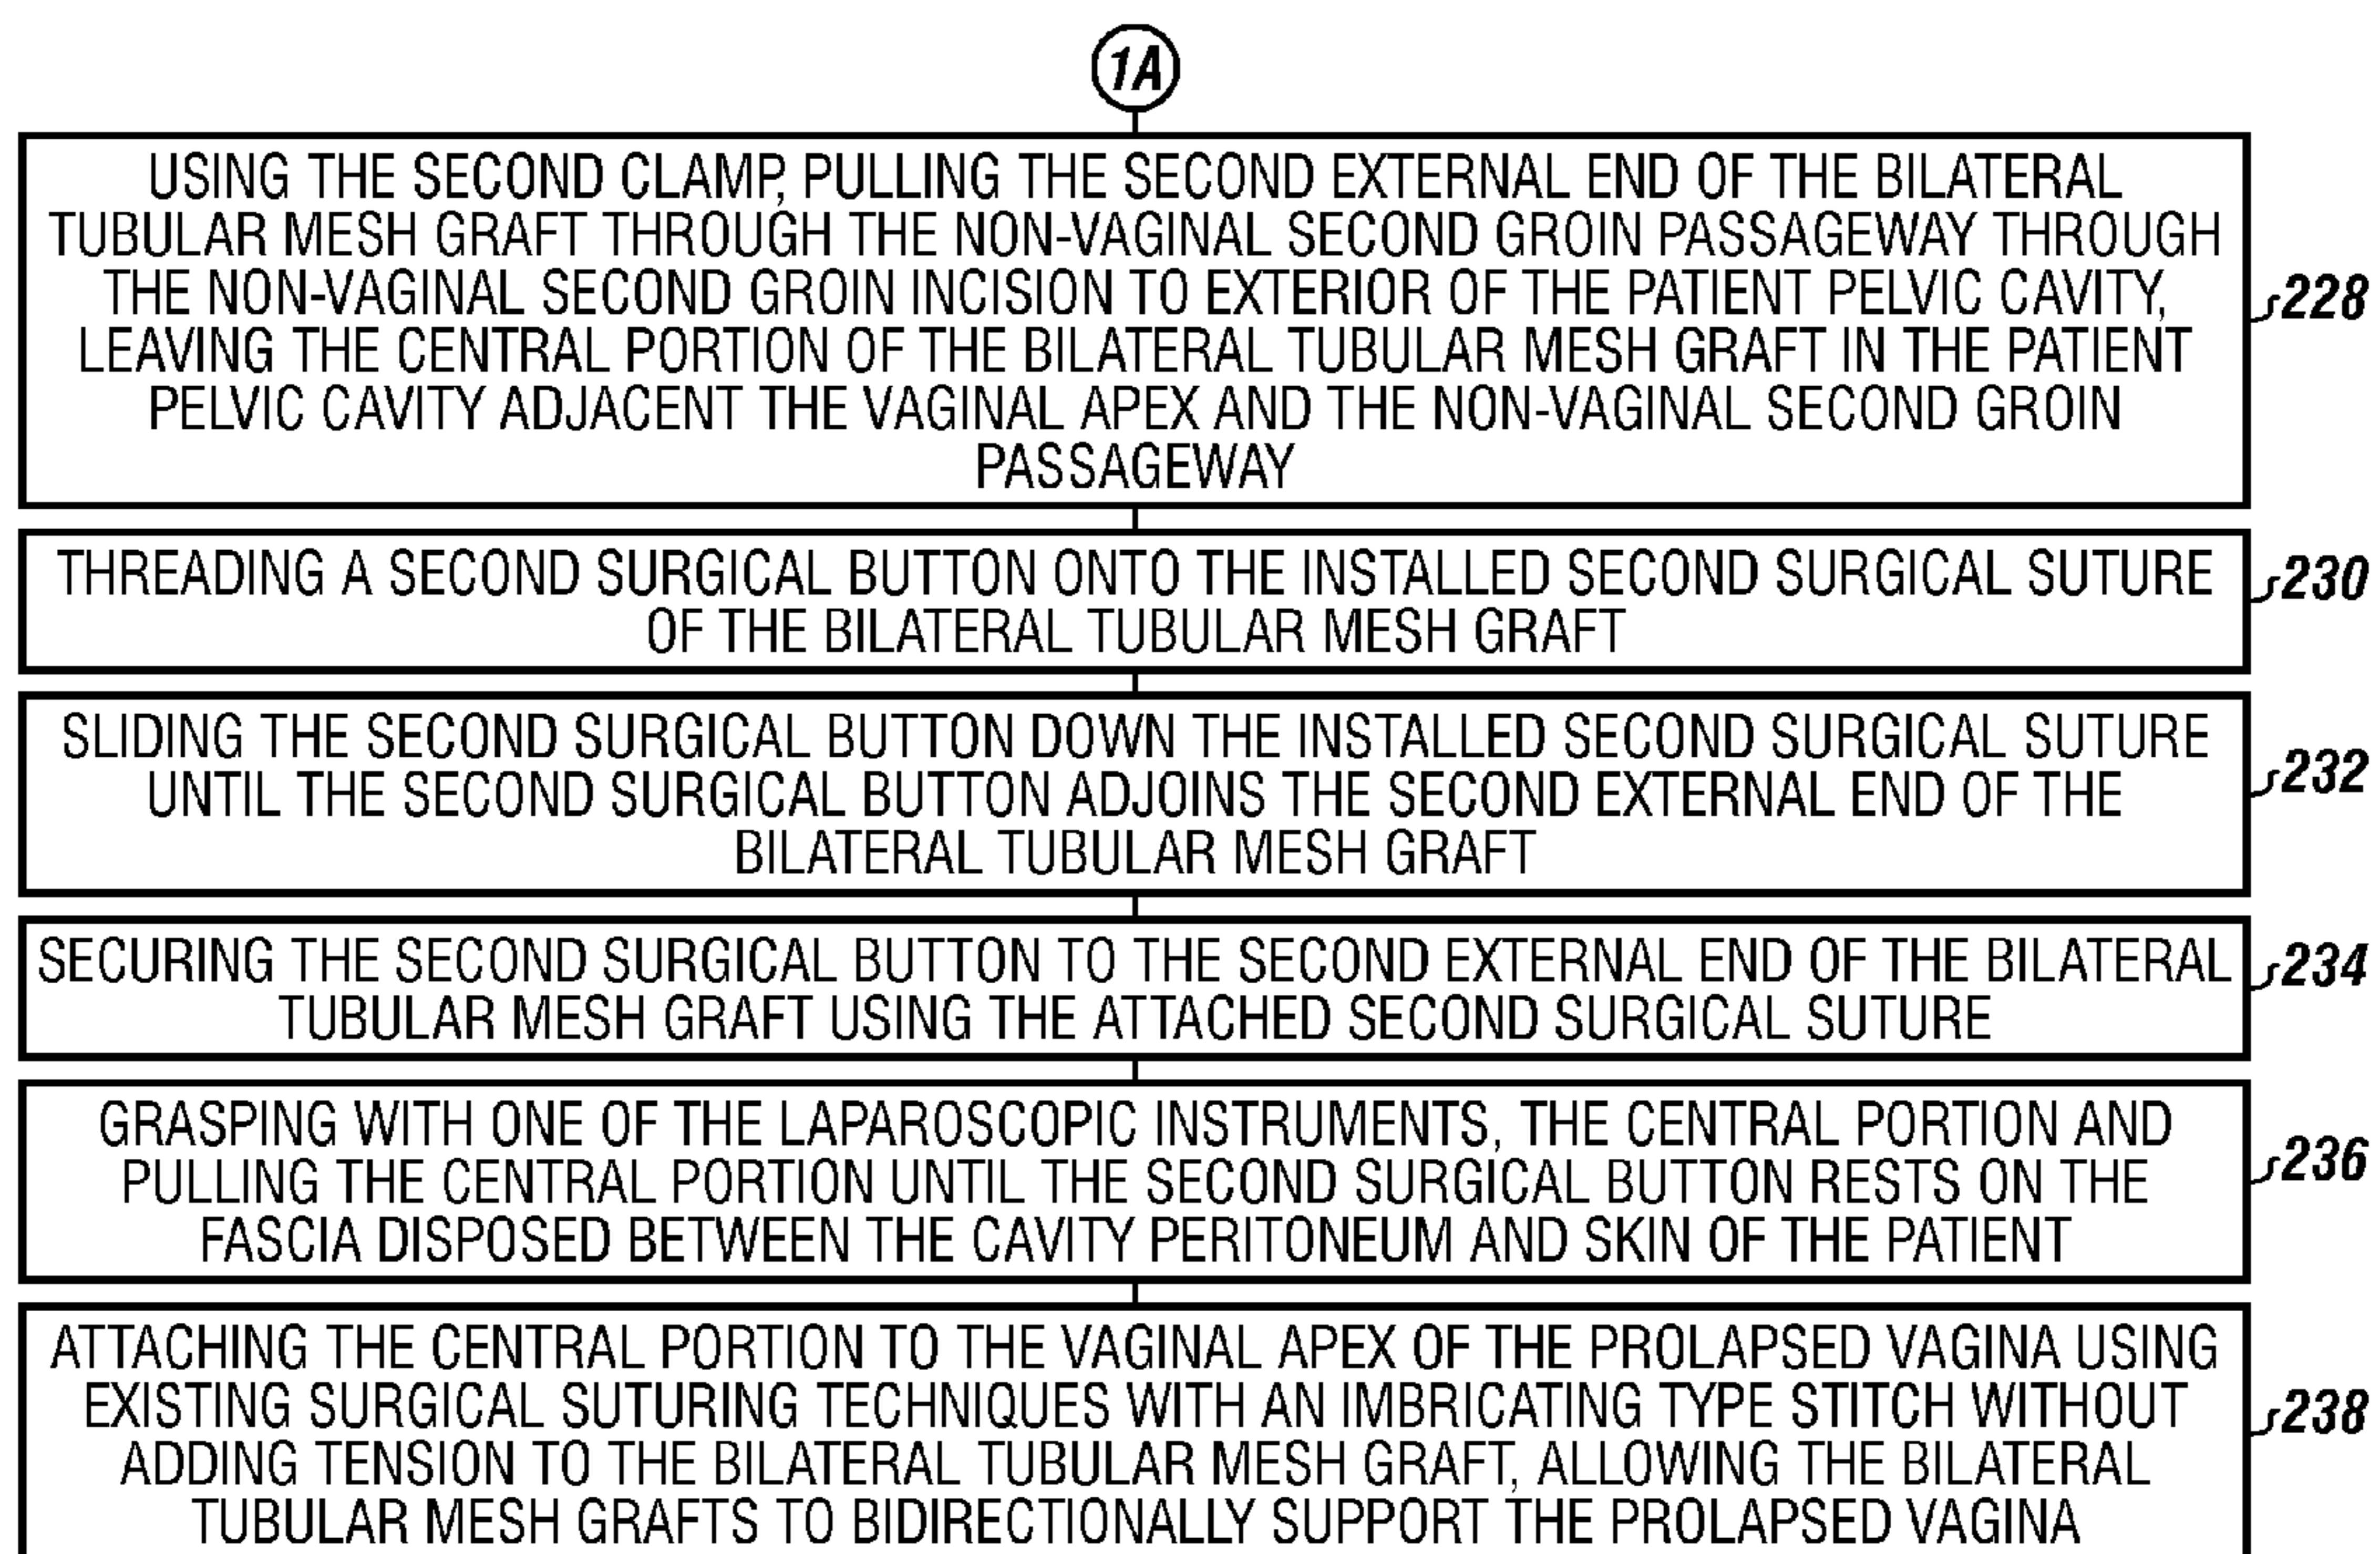 1A
USING THE SECOND CLAMP, PULLING THE SECOND EXTERNAL END OF THE BILATERAL
TUBULAR MESH GRAFT THROUGH THE NON-VAGINAL SECOND GROIN PASSAGEWAY THROUGH
THE NON-VAGINAL SECOND GROIN INCISION TO EXTERIOR OF THE PATIENT PELVIC CAVITY,
LEAVING THE CENTRAL PORTION OF THE BILATERAL TUBULAR MESH GRAFT IN THE PATIENT
PELVIC CAVITY ADJACENT THE VAGINAL APEX AND THE NON-VAGINAL SECOND GROIN
PASSAGEWAY
228
THREADING A SECOND SURGICAL BUTTON ONTO THE INSTALLED SECOND SURGICAL SUTURE
OF THE BILATERAL TUBULAR MESH GRAFT
230
SLIDING THE SECOND SURGICAL BUTTON DOWN THE INSTALLED SECOND SURGICAL SUTURE
UNTIL THE SECOND SURGICAL BUTTON ADJOINS THE SECOND EXTERNAL END OF THE
BILATERAL TUBULAR MESH GRAFT
232
SECURING THE SECOND SURGICAL BUTTON TO THE SECOND EXTERNAL END OF THE BILATERAL
TUBULAR MESH GRAFT USING THE ATTACHED SECOND SURGICAL SUTURE
234
GRASPING WITH ONE OF THE LAPAROSCOPIC INSTRUMENTS, THE CENTRAL PORTION AND
PULLING THE CENTRAL PORTION UNTIL THE SECOND SURGICAL BUTTON RESTS ON THE
FASCIA DISPOSED BETWEEN THE CAVITY PERITONEUM AND SKIN OF THE PATIENT
236
ATTACHING THE CENTRAL PORTION TO THE VAGINAL APEX OF THE PROLAPSED VAGINA USING
EXISTING SURGICAL SUTURING TECHNIQUES WITH AN IMBRICATING TYPE STITCH WITHOUT
ADDING TENSION TO THE BILATERAL TUBULAR MESH GRAFT, ALLOWING THE BILATERAL
TUBULAR MESH GRAFTS TO BIDIRECTIONALLY SUPPORT THE PROLAPSED VAGINA
238